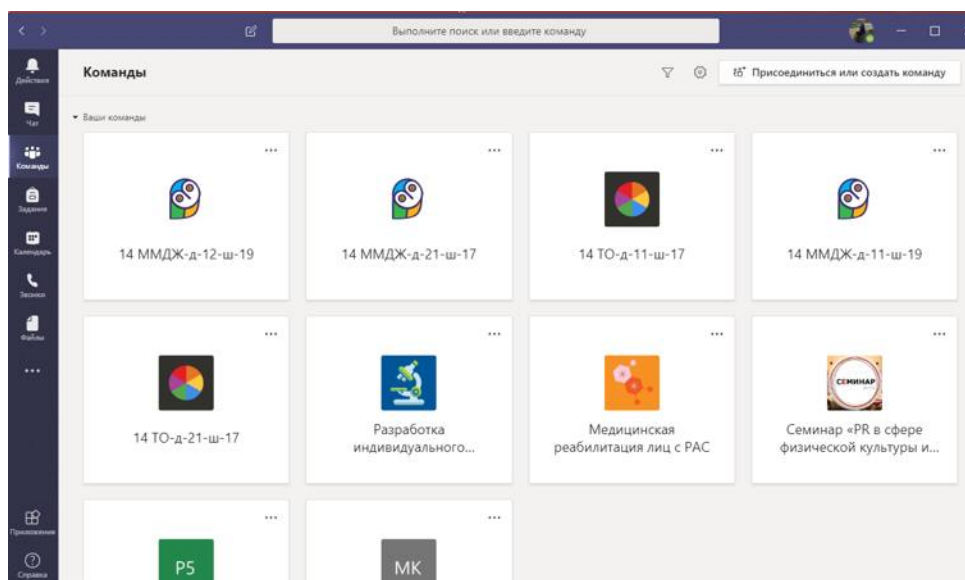 Выполните поиск или введите команду
Действия
Чат
Команды
Задания
Календарь
Звонки
Файлы
Приложения
Справка
Команды
Присоединиться или создать команду
Ваши команды
14 ММДЖ-д-12-ш-19
14 ММДЖ-д-21-ш-17
14 ТО-д-11-ш-17
14 ММДЖ-д-11-ш-19
14 ТО-д-21-ш-17
Разработка
индивидуального...
Медицинская
реабилитация лиц с РАС
СЕМИНАР
Семинар «PR в сфере
физической культуры и...
P5
МК